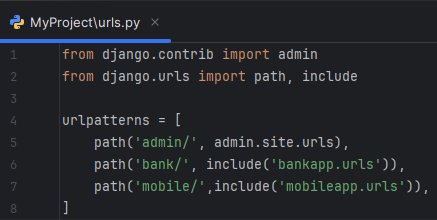 MyProject\urls.py ×
1 from django.contrib import admin
2 from django.urls import path, include
3
4 urlpatterns = [
5     path('admin/', admin.site.urls),
6     path('bank/', include('bankapp.urls')),
7     path('mobile/',include('mobileapp.urls')),
8 ]